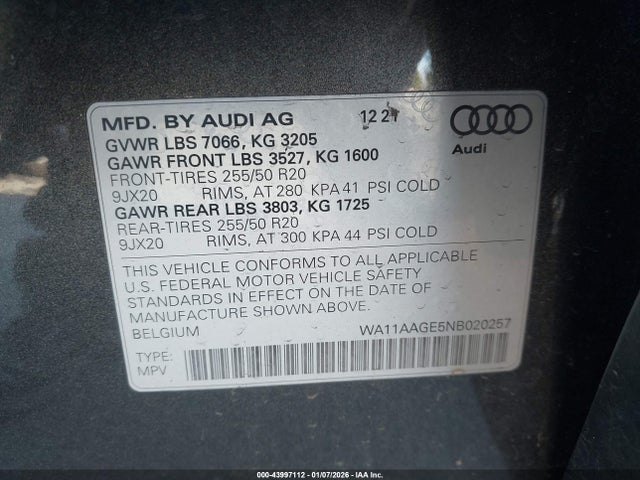 MFD. BY AUDI AG 12 21
GVWR LBS 7066, KG 3205
GAWR FRONT LBS 3527, KG 1600
FRONT-TIRES 255/50 R20
9JX20 RIMS, AT 280 KPA 41 PSI COLD
GAWR REAR LBS 3803, KG 1725
REAR-TIRES 255/50 R20
9JX20 RIMS, AT 300 KPA 44 PSI COLD
Audi
THIS VEHICLE CONFORMS TO ALL APPLICABLE
U.S. FEDERAL MOTOR VEHICLE SAFETY
STANDARDS IN EFFECT ON THE DATE OF
MANUFACTURE SHOWN ABOVE.
BELGIUM WA11AAGE5NB020257
TYPE:
MPV
000-43997112 - 01/07/2026 - IAA Inc.